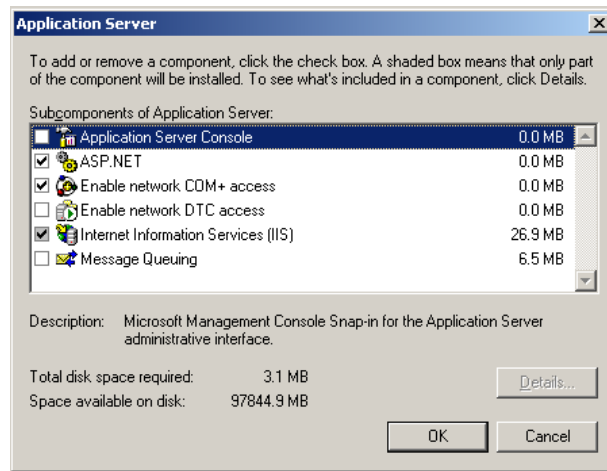 Application Server
To add or remove a component, click the check box. A shaded box means that only part
of the component will be installed. To see what's included in a component, click Details.
Subcomponents of Application Server:
Application Server Console 0.0 MB
ASP.NET 0.0 MB
Enable network COM+ access 0.0 MB
Enable network DTC access 0.0 MB
Internet Information Services (IIS) 26.9 MB
Message Queuing 6.5 MB
Description: Microsoft Management Console Snap-in for the Application Server
administrative interface.
Total disk space required: 3.1 MB
Space available on disk: 97844.9 MB
Details...
OK Cancel